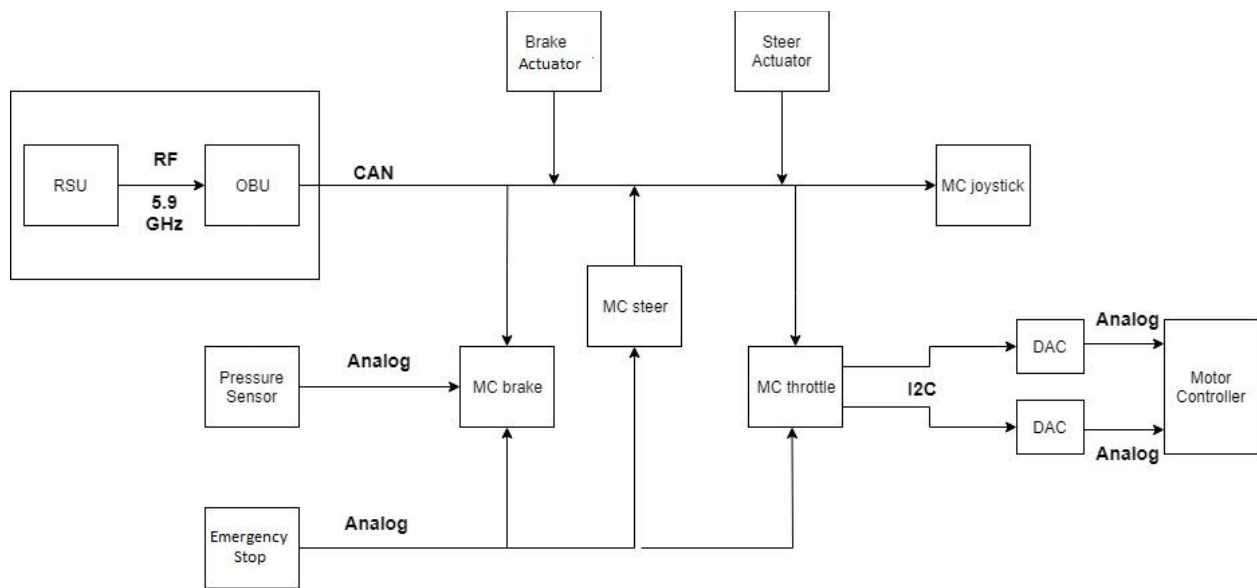 Brake
Actuator
Steer
Actuator
RSU
RF
5.9
GHz
OBU
CAN
MC joystick
MC steer
Pressure
Sensor
Analog
MC brake
MC throttle
I2C
DAC
Analog
DAC
Analog
Motor
Controller
Emergency
Stop
Analog